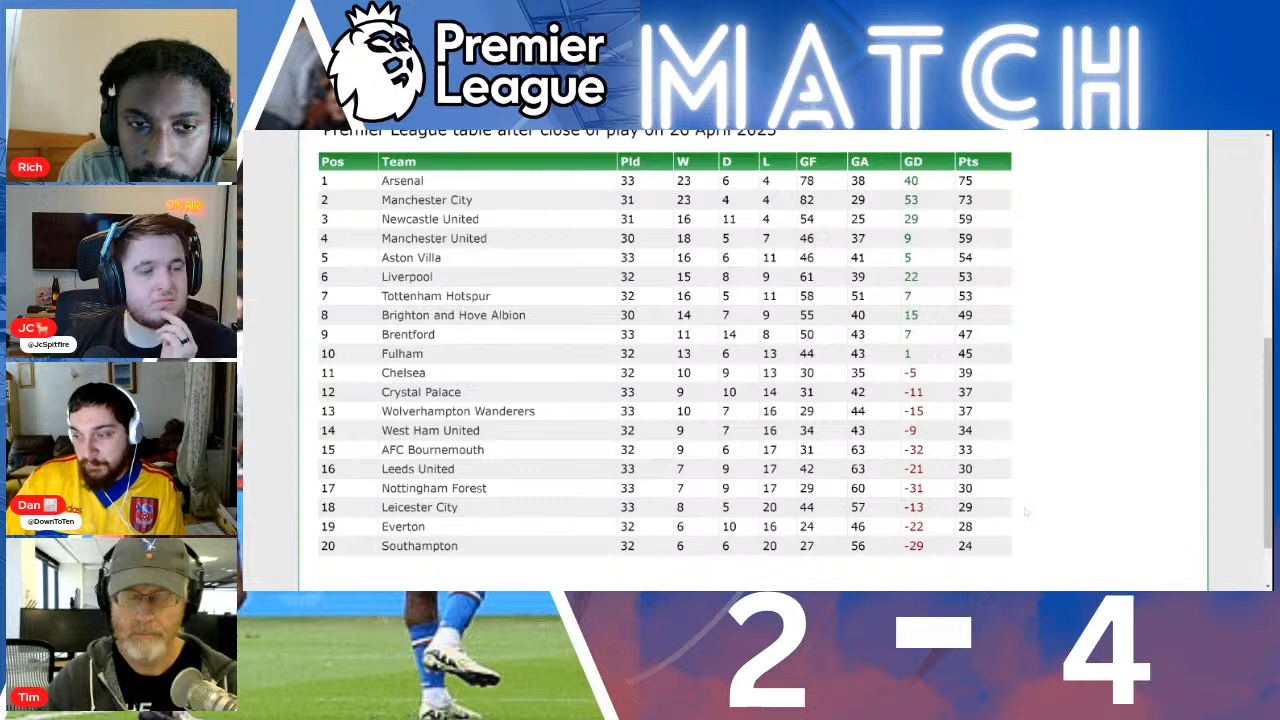 Premier
League
MATCH
Premier League table after close of play on 26 April 2023
Pos Team Pld W D L GF GA GD Pts
1 Arsenal 33 23 6 4 78 38 40 75
2 Manchester City 31 23 4 4 82 29 53 73
3 Newcastle United 31 16 11 4 54 25 29 59
4 Manchester United 30 18 5 7 46 37 9 59
5 Aston Villa 33 16 6 11 46 41 5 54
6 Liverpool 32 15 8 9 61 39 22 53
7 Tottenham Hotspur 32 16 5 11 58 51 7 53
8 Brighton and Hove Albion 30 14 7 9 55 40 15 49
9 Brentford 33 11 14 8 50 43 7 47
10 Fulham 32 13 6 13 44 43 1 45
11 Chelsea 32 10 9 13 30 35 -5 39
12 Crystal Palace 33 9 10 14 31 42 -11 37
13 Wolverhampton Wanderers 33 10 7 16 29 44 -15 37
14 West Ham United 32 9 7 16 34 43 -9 34
15 AFC Bournemouth 32 9 6 17 31 63 -32 33
16 Leeds United 33 7 9 17 42 63 -21 30
17 Nottingham Forest 33 7 9 17 29 60 -31 30
18 Leicester City 33 8 5 20 44 57 -13 29
19 Everton 32 6 10 16 24 46 -22 28
20 Southampton 32 6 6 20 27 56 -29 24
Rich
ON AIR
JC
@JcSpitfire
Dan
@DownToTen
Tim
2 - 4